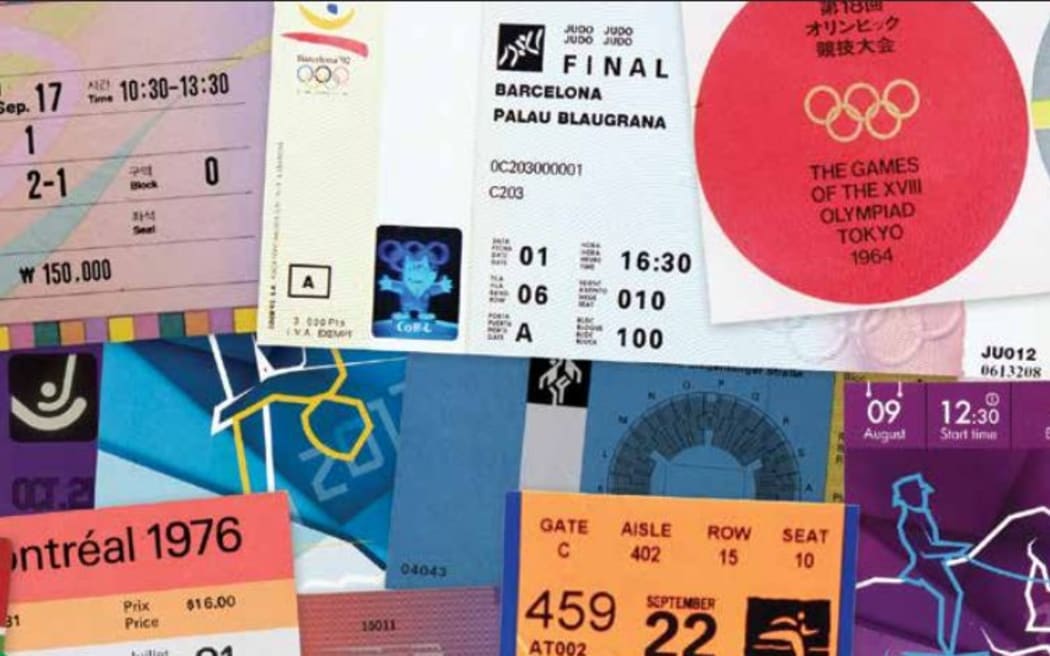 Sep. 17
시간
Time
10:30-13:30
1
2-1
구역
Block
0
좌석
Seat
₩ 150.000
Barcelona '92
A
Cobi
JUDO JUDO
JUDO JUDO
FINAL
BARCELONA
PALAU BLAUGRANA
0C203000001
C203
01
16:30
06
010
A
100
JU012
0613208
第18回
オリンピック
競技大会
THE GAMES
OF THE XVIII
OLYMPIAD
TOKYO
1964
OCT. 2
04043
09
August
12:30
Start time
ontréal 1976
Prix
Price
$16.00
15011
GATE AISLE ROW SEAT
C 402 15 10
459
AT002
SEPTEMBER
22